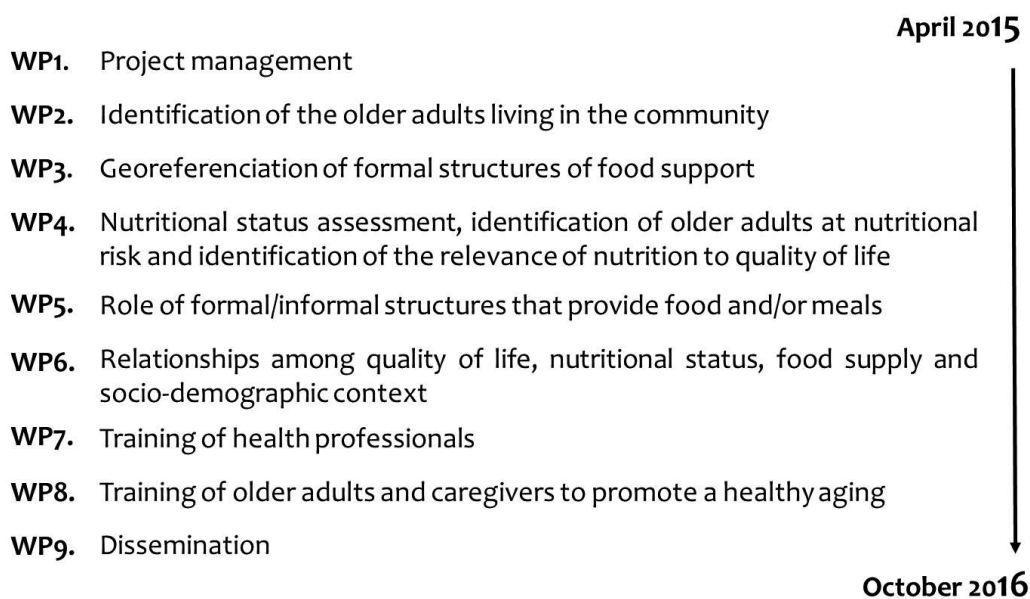 April 2015
WP1. Project management
WP2. Identification of the older adults living in the community
WP3. Georeferenciation of formal structures of food support
WP4. Nutritional status assessment, identification of older adults at nutritional
risk and identification of the relevance of nutrition to quality of life
WP5. Role of formal/informal structures that provide food and/or meals
WP6. Relationships among quality of life, nutritional status, food supply and
socio-demographic context
WP7. Training of health professionals
WP8. Training of older adults and caregivers to promote a healthy aging
WP9. Dissemination
October 2016